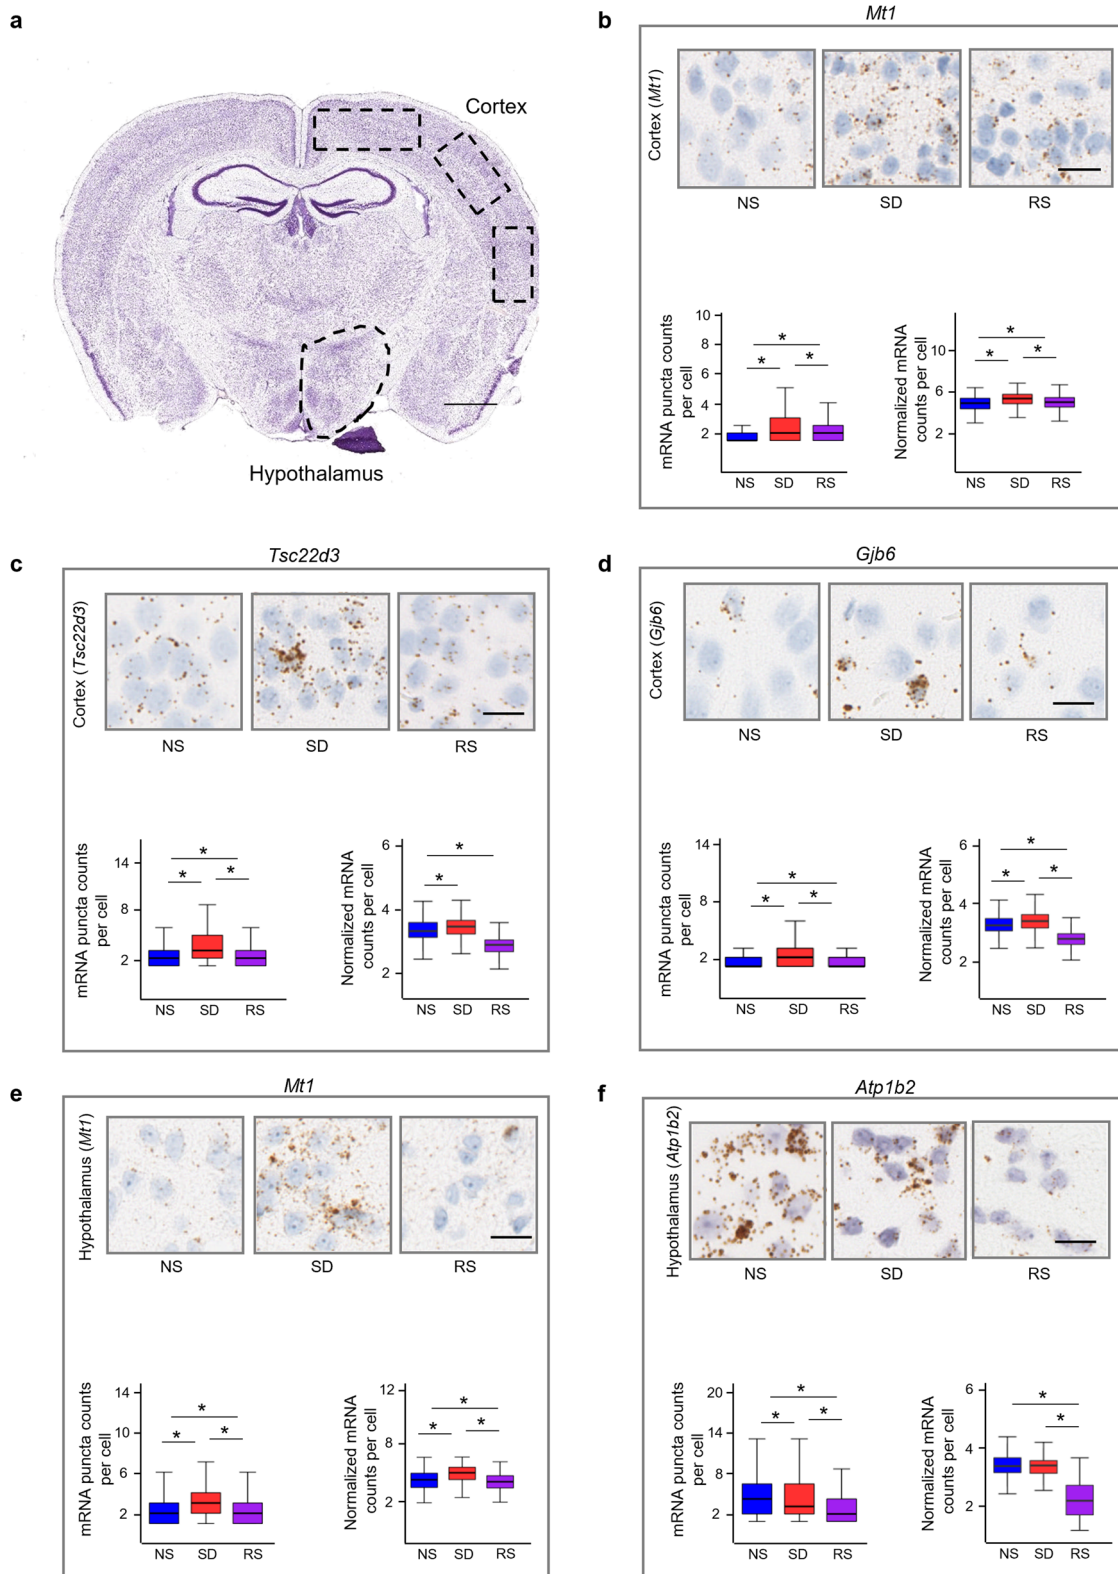 a
Cortex
Hypothalamus
b
Mt1
Cortex (Mt1)
NS SD RS
mRNA puncta counts
per cell
10
8
6
4
2
NS SD RS
Normalized mRNA
counts per cell
10
6
2
NS SD RS
* * *
* * *
c
Tsc22d3
Cortex (Tsc22d3)
NS SD RS
mRNA puncta counts
per cell
14
8
2
* * *
NS SD RS
Normalized mRNA
counts per cell
6
4
2
* *
NS SD RS
d
Gjb6
Cortex (Gjb6)
NS SD RS
mRNA puncta counts
per cell
14
8
2
* * *
NS SD RS
Normalized mRNA
counts per cell
6
4
2
* * *
NS SD RS
e
Mt1
Hypothalamus (Mt1)
NS SD RS
mRNA puncta counts
per cell
14
10
6
2
* * *
NS SD RS
Normalized mRNA
counts per cell
12
8
2
* * *
NS SD RS
f
Atp1b2
Hypothalamus (Atp1b2)
NS SD RS
mRNA puncta counts
per cell
20
14
8
2
* * *
NS SD RS
Normalized mRNA
counts per cell
6
4
2
* *
NS SD RS